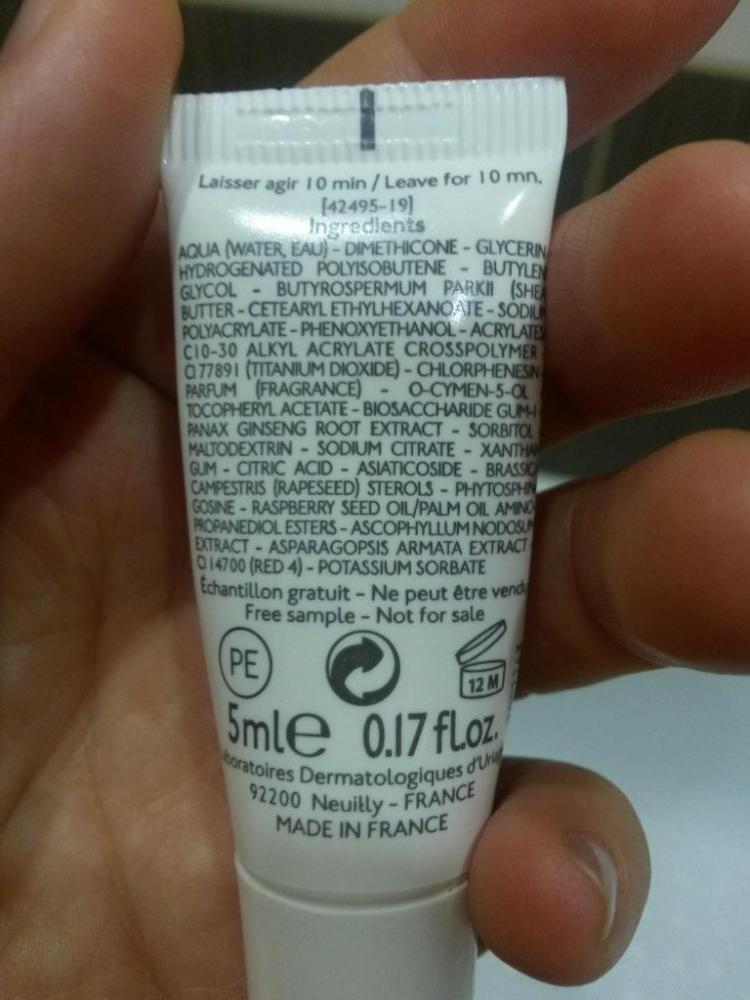 Laisser agir 10 min / Leave for 10 mn.
[42495-19]
Ingredients
AQUA (WATER, EAU) - DIMETHICONE - GLYCERIN
HYDROGENATED POLYISOBUTENE - BUTYLEN
GLYCOL - BUTYROSPERMUM PARKII (SHEA
BUTTER - CETEARYL ETHYLHEXANOATE - SODIUM
POLYACRYLATE - PHENOXYETHANOL - ACRYLATES
C10-30 ALKYL ACRYLATE CROSSPOLYMER -
CI 77891 (TITANIUM DIOXIDE) - CHLORPHENESIN -
PARFUM (FRAGRANCE) - O-CYMEN-5-OL
TOCOPHERYL ACETATE - BIOSACCHARIDE GUM-1 -
PANAX GINSENG ROOT EXTRACT - SORBITOL -
MALTODEXTRIN - SODIUM CITRATE - XANTHAN
GUM - CITRIC ACID - ASIATICOSIDE - BRASSICA
CAMPESTRIS (RAPESEED) STEROLS - PHYTOSPHIN
GOSINE - RASPBERRY SEED OIL/PALM OIL AMINO
PROPANEDIOL ESTERS - ASCOPHYLLUM NODOSUM
EXTRACT - ASPARAGOPSIS ARMATA EXTRACT -
CI 14700 (RED 4) - POTASSIUM SORBATE
Échantillon gratuit - Ne peut être vendu
Free sample - Not for sale
PE
12 M
5ml e 0.17 fl.oz.
Laboratoires Dermatologiques d'Uriage
92200 Neuilly - FRANCE
MADE IN FRANCE